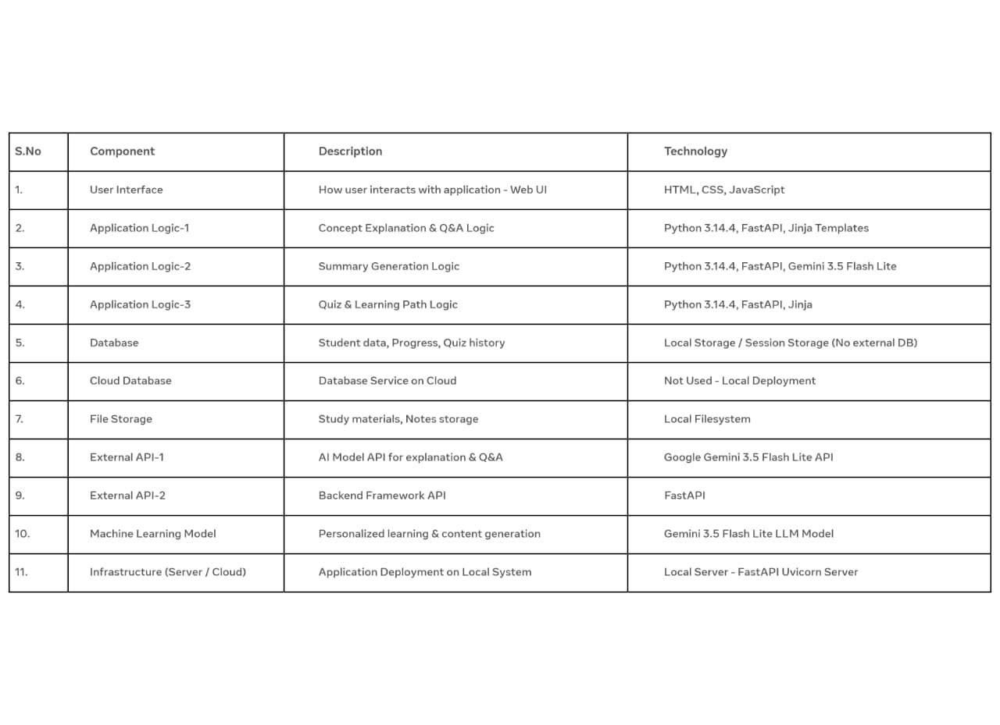 S.No Component Description Technology
1. User Interface How user interacts with application - Web UI HTML, CSS, JavaScript
2. Application Logic-1 Concept Explanation & Q&A Logic Python 3.14.4, FastAPI, Jinja Templates
3. Application Logic-2 Summary Generation Logic Python 3.14.4, FastAPI, Gemini 3.5 Flash Lite
4. Application Logic-3 Quiz & Learning Path Logic Python 3.14.4, FastAPI, Jinja
5. Database Student data, Progress, Quiz history Local Storage / Session Storage (No external DB)
6. Cloud Database Database Service on Cloud Not Used - Local Deployment
7. File Storage Study materials, Notes storage Local Filesystem
8. External API-1 AI Model API for explanation & Q&A Google Gemini 3.5 Flash Lite API
9. External API-2 Backend Framework API FastAPI
10. Machine Learning Model Personalized learning & content generation Gemini 3.5 Flash Lite LLM Model
11. Infrastructure (Server / Cloud) Application Deployment on Local System Local Server - FastAPI Uvicorn Server